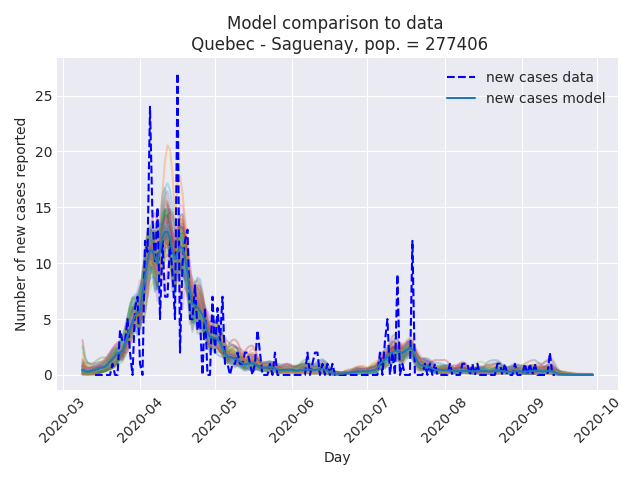 Model comparison to data
Quebec - Saguenay, pop. = 277406
new cases data
new cases model
Number of new cases reported
25
20
15
10
5
0
2020-03
2020-04
2020-05
2020-06
2020-07
2020-08
2020-09
2020-10
Day